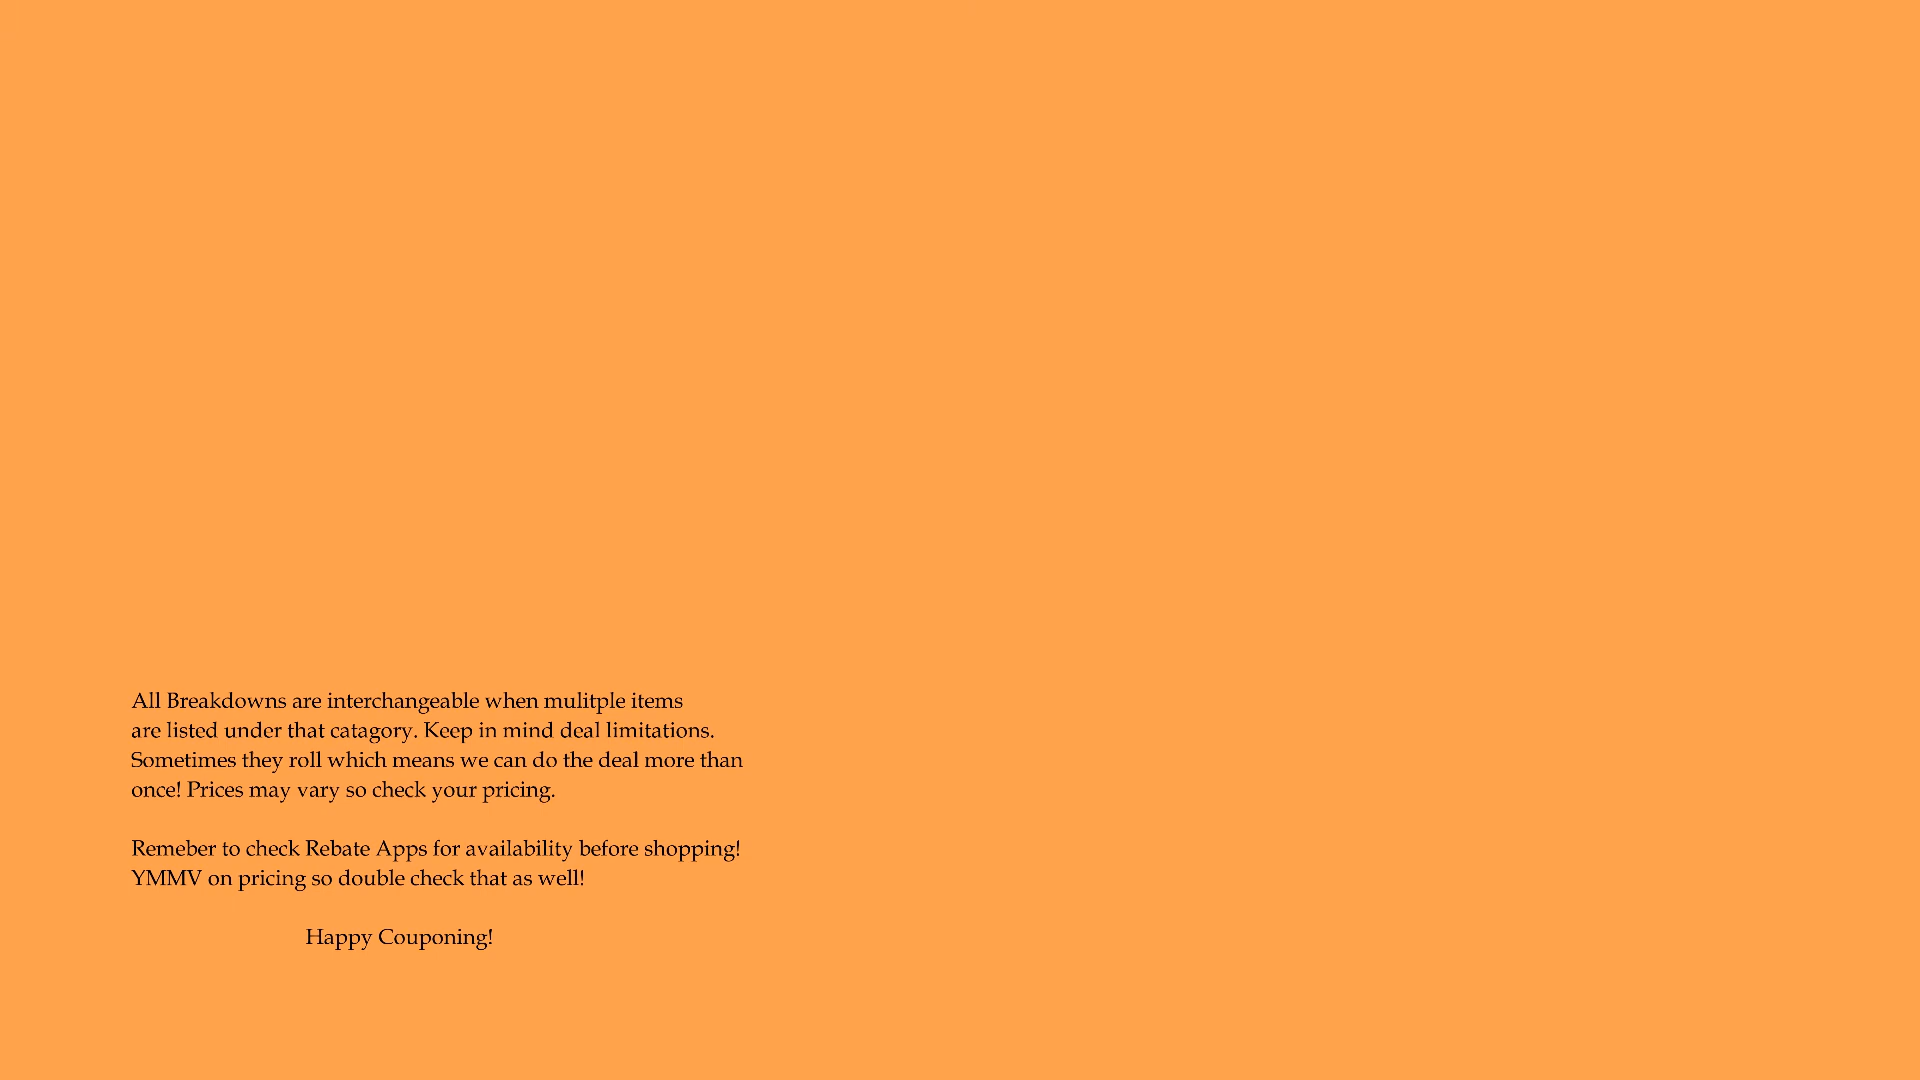 All Breakdowns are interchangeable when mulitple items
are listed under that catagory. Keep in mind deal limitations.
Sometimes they roll which means we can do the deal more than
once! Prices may vary so check your pricing.
Remeber to check Rebate Apps for availability before shopping!
YMMV on pricing so double check that as well!
Happy Couponing!